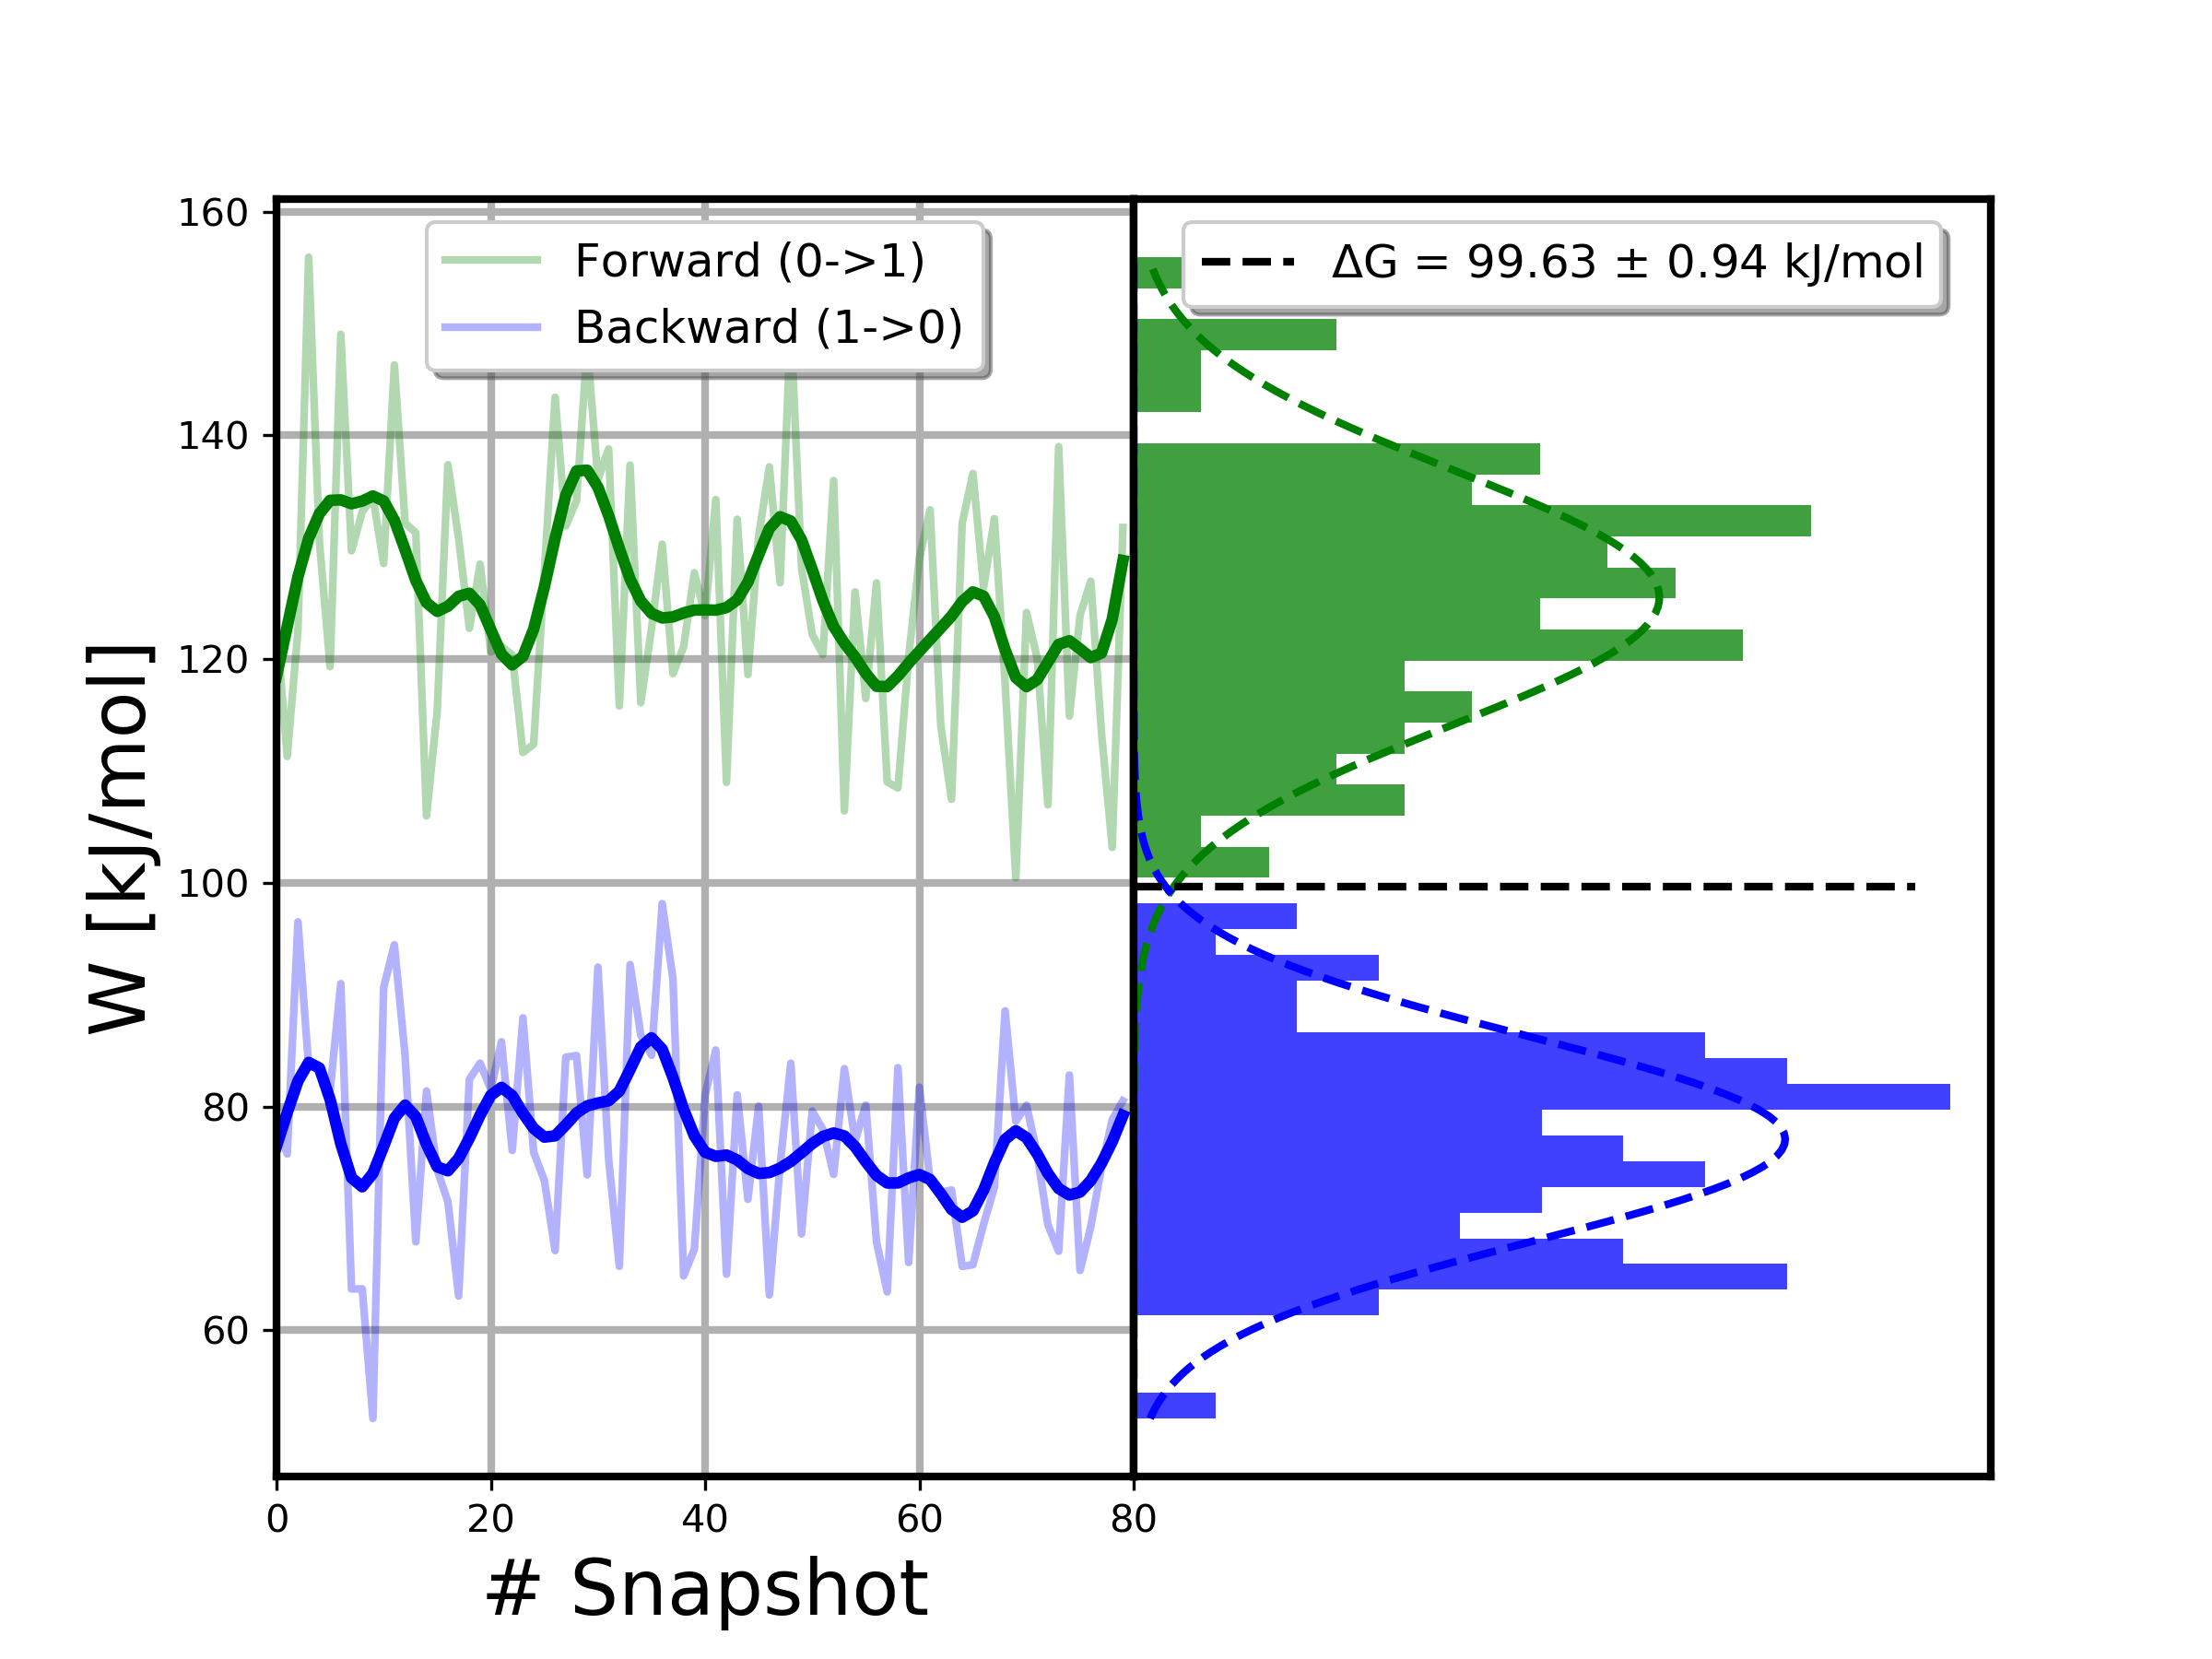 160
140
120
100
80
60
W [kJ/mol]
Forward (0->1)
Backward (1->0)
ΔG = 99.63 ± 0.94 kJ/mol
0
20
40
60
80
# Snapshot